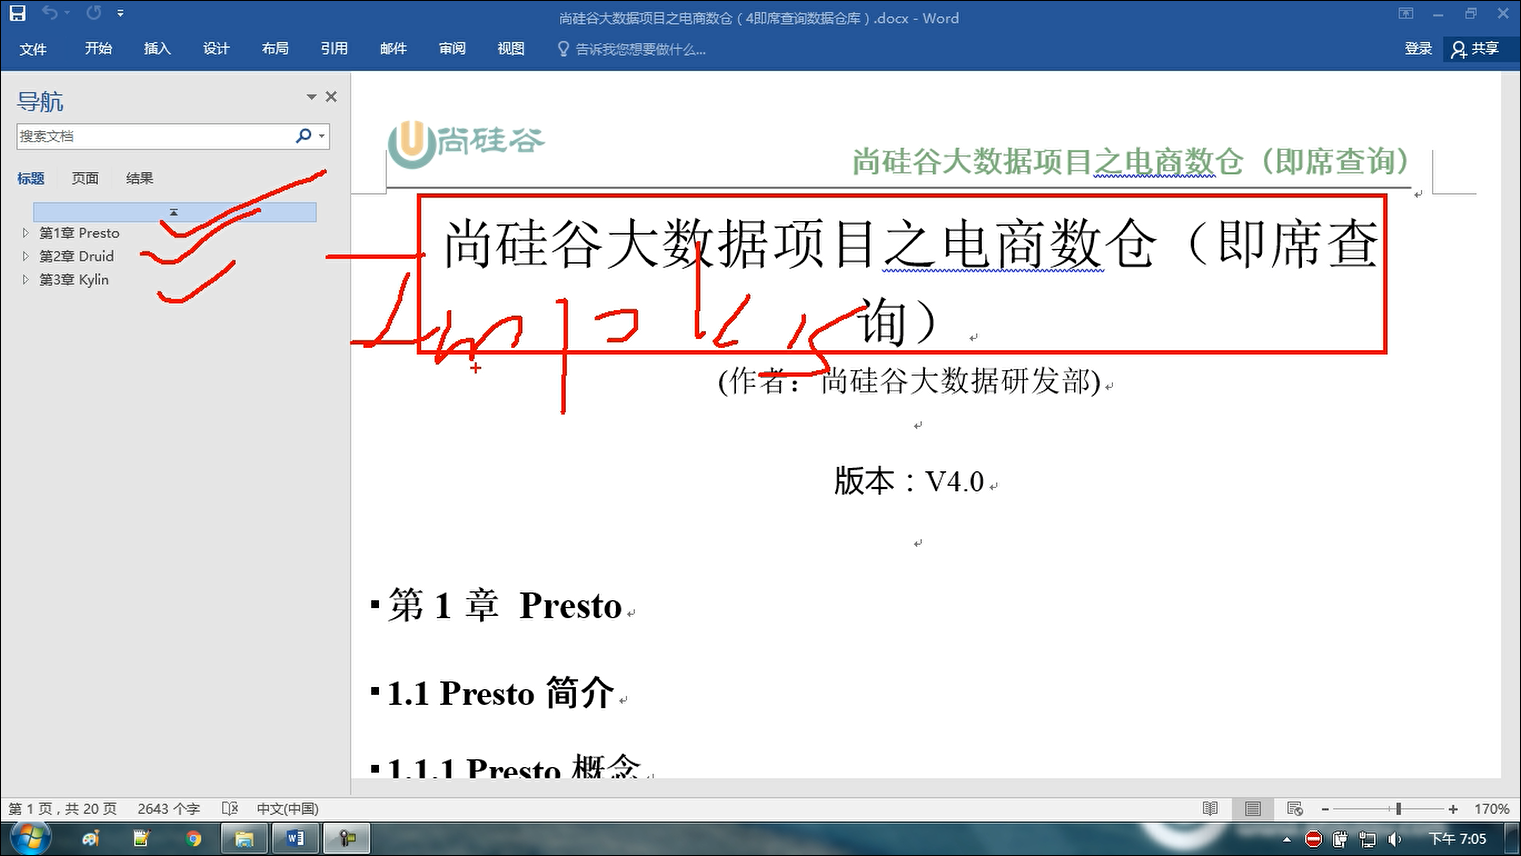 尚硅谷大数据项目之电商数仓（4即席查询数据仓库）.docx - Word
文件 开始 插入 设计 布局 引用 邮件 审阅 视图 告诉我您想要做什么... 登录 共享
导航
搜索文档
标题 页面 结果
第1章 Presto
第2章 Druid
第3章 Kylin
尚硅谷
尚硅谷大数据项目之电商数仓（即席查询）
尚硅谷大数据项目之电商数仓（即席查
询）
(作者：尚硅谷大数据研发部)
版本：V4.0
第 1 章 Presto
1.1 Presto 简介
1.1.1 Presto 概念
第 1 页，共 20 页 2643 个字 中文(中国) 170%
下午 7:05